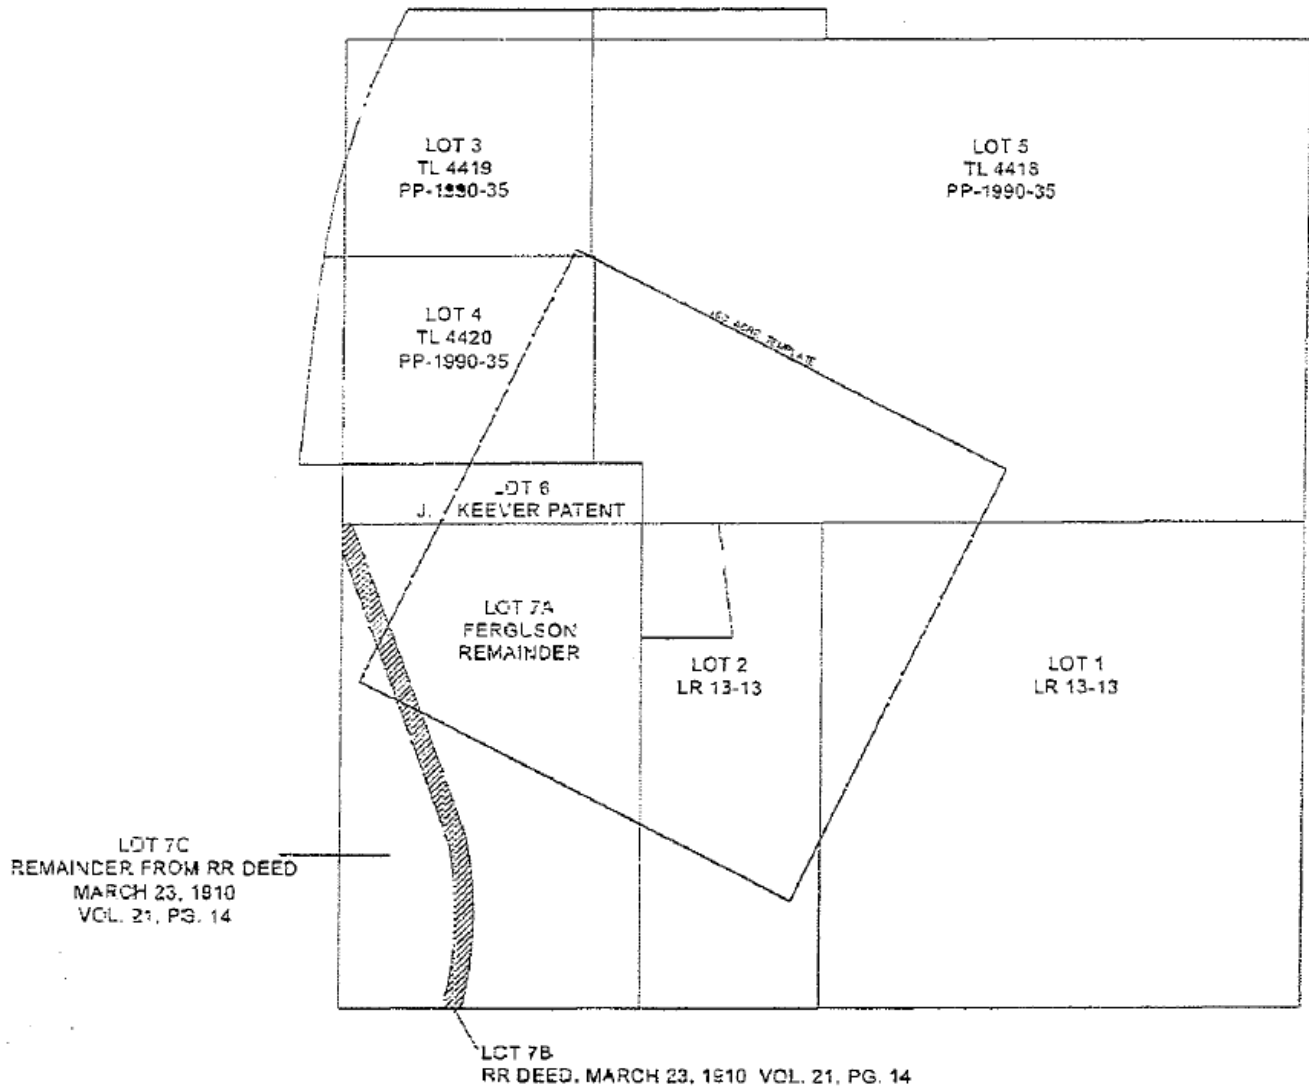 LOT 3
TL 4419
PP-1990-35
LOT 5
TL 4418
PP-1990-35
LOT 4
TL 4420
PP-1990-35
ACRE TEMPLATE
LOT 6
J. KEEVER PATENT
LOT 7A
FERGUSON
REMAINDER
LOT 2
LR 13-13
LOT 1
LR 13-13
LOT 7C
REMAINDER FROM RR DEED
MARCH 23, 1910
VOL. 21, PG. 14
LOT 7B
RR DEED, MARCH 23, 1910 VOL. 21, PG. 14